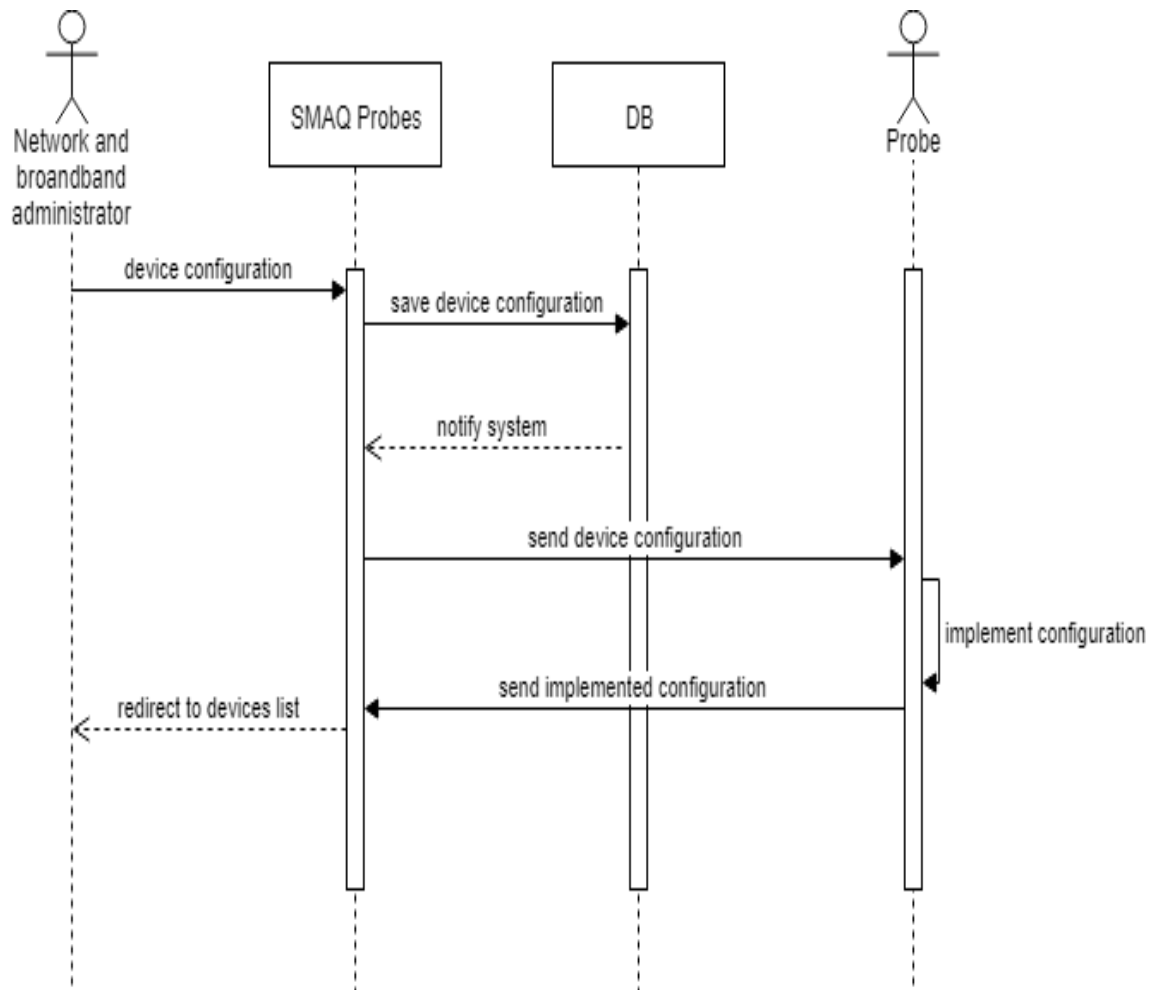 Network and
broandband
administrator
SMAQ Probes
DB
Probe
device configuration
save device configuration
notify system
send device configuration
implement configuration
send implemented configuration
redirect to devices list